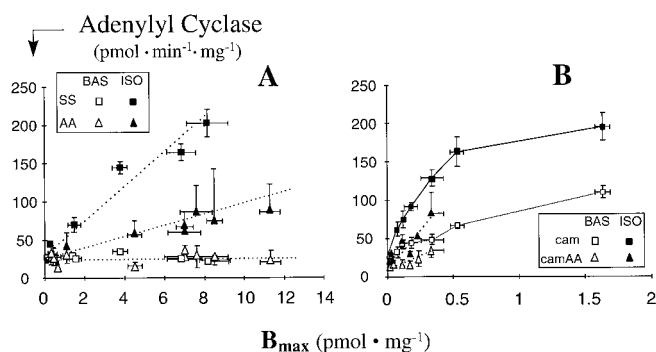 Adenylyl Cyclase
(pmol · min⁻¹· mg⁻¹)
A
B
BAS ISO
SS
AA
250
200
150
100
50
0
0 2 4 6 8 10 12 14
250
200
150
100
50
0
0 0.5 1 1.5 2
BAS ISO
cam
camAA
Bmax (pmol · mg⁻¹)